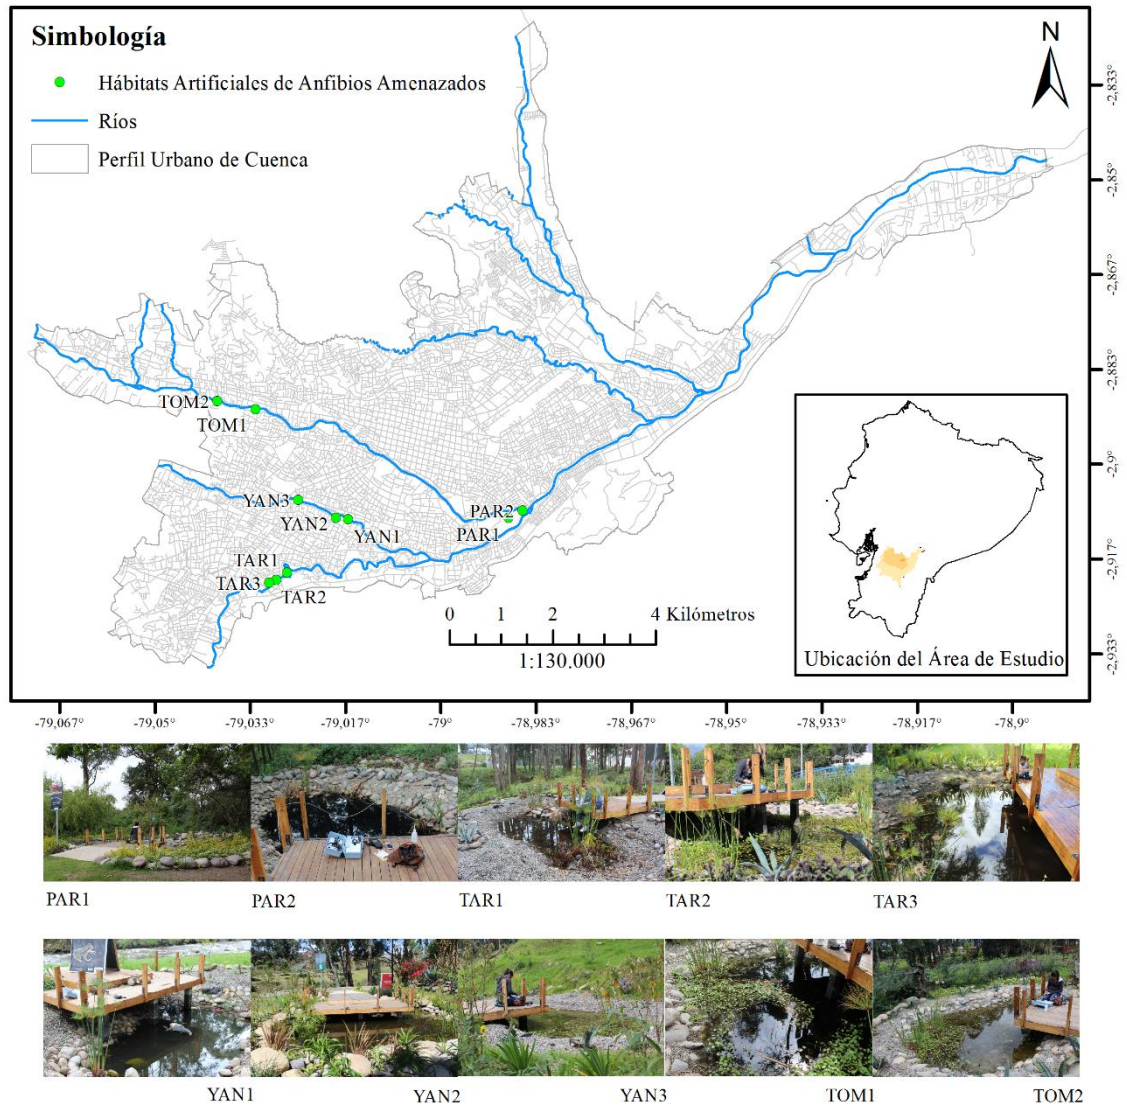 Simbología
Hábitats Artificiales de Anfibios Amenazados
Ríos
Perfil Urbano de Cuenca
N
-2,833°
-2,85°
-2,867°
-2,883°
-2,9°
-2,917°
-2,933°
TOM2
TOM1
YAN3
YAN2
YAN1
PAR2
PAR1
TAR1
TAR3
TAR2
0 1 2 4 Kilómetros
1:130.000
Ubicación del Área de Estudio
-79,067° -79,05° -79,033° -79,017° -79° -78,983° -78,967° -78,95° -78,933° -78,917° -78,9°
PAR1 PAR2 TAR1 TAR2 TAR3
YAN1 YAN2 YAN3 TOM1 TOM2